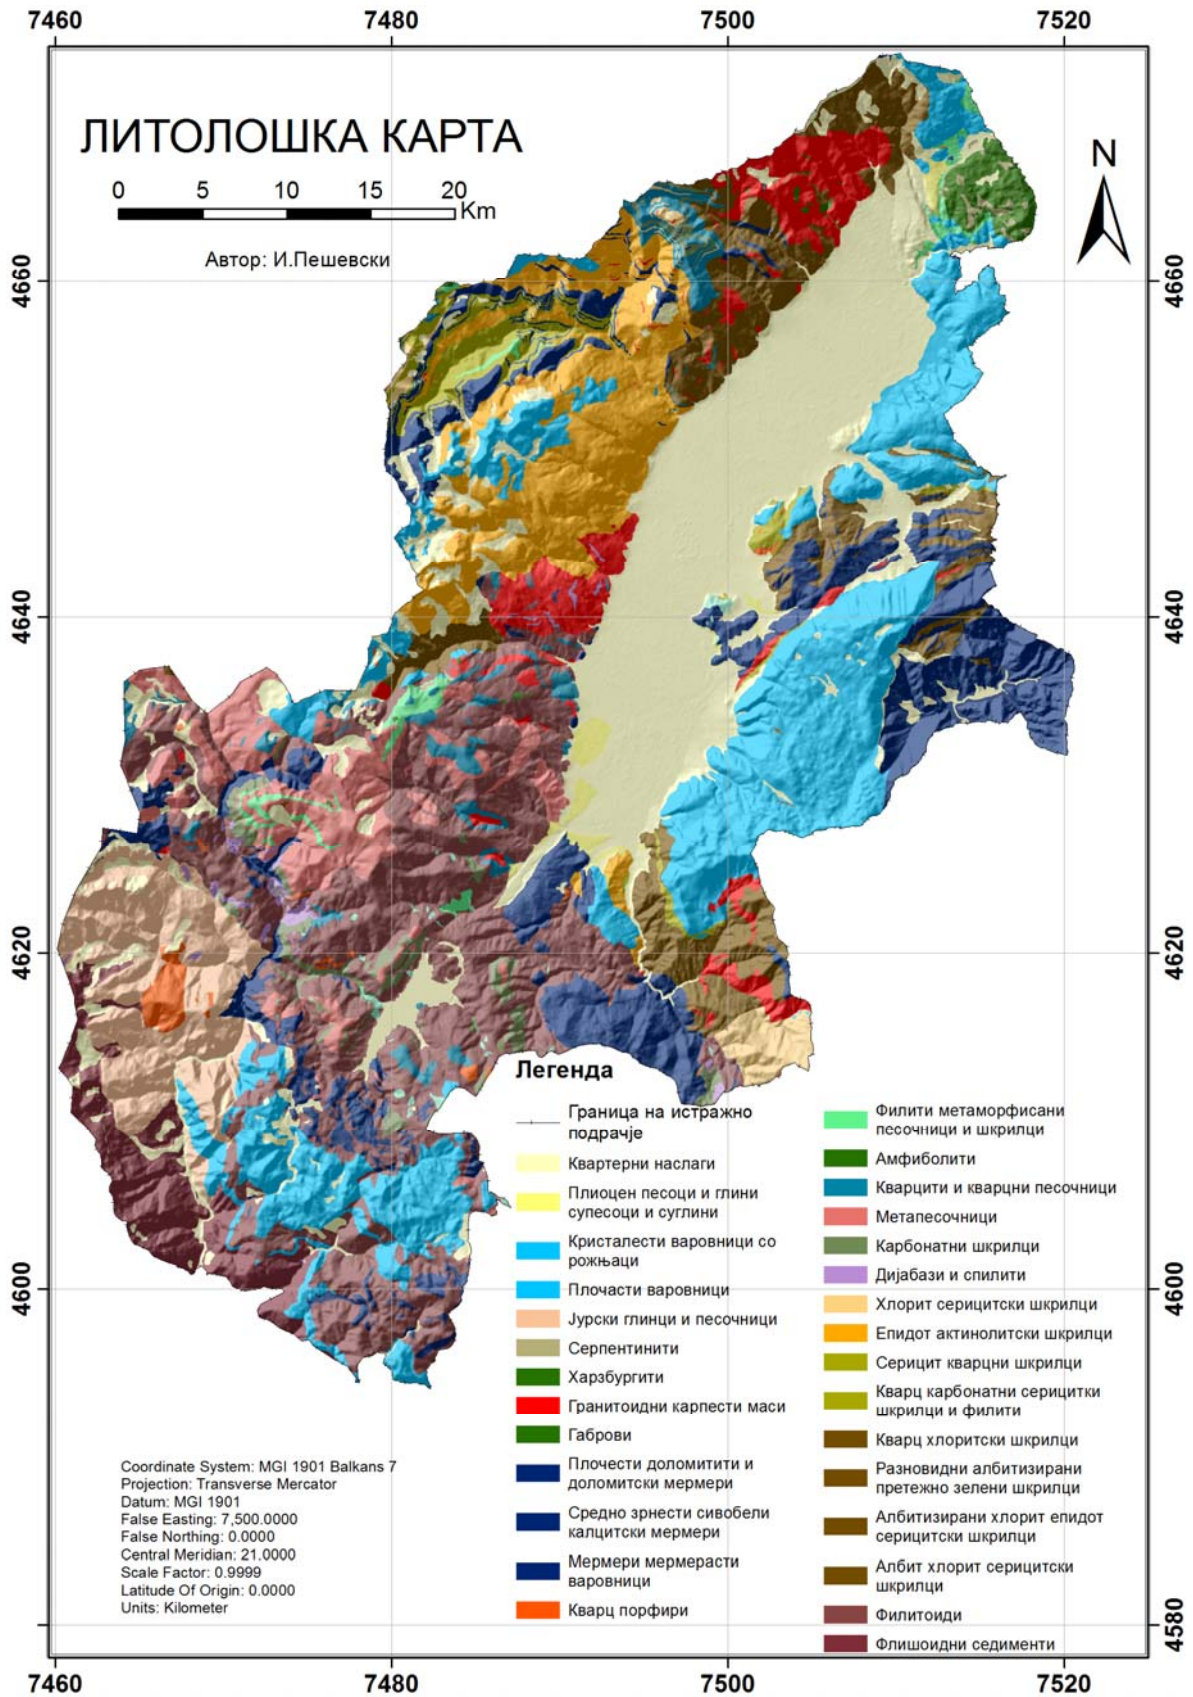 7460 7480 7500 7520
ЛИТОЛОШКА КАРТА
N
0 5 10 15 20
Km
Автор: И.Пешевски
4660 4660
4640 4640
4620 4620
4600 4600
4580 4580
Легенда
Граница на истражно
подрачје
Квартерни наслаги
Плиоцен песоци и глини
супесоци и суглини
Кристалести варовници со
рожњаци
Плочасти варовници
Јурски глинци и песочници
Серпентинити
Харзбургити
Гранитоидни карпести маси
Габрови
Плочести доломитити и
доломитски мермери
Средно зрнести сивобели
калцитски мермери
Мермери мермерасти
варовници
Кварц порфири
Филити метаморфисани
песочници и шкрилци
Амфиболити
Кварцити и кварцни песочници
Метапесочници
Карбонатни шкрилци
Дијабази и спилити
Хлорит серицитски шкрилци
Епидот актинолитски шкрилци
Серицит кварцни шкрилци
Кварц карбонатни серицитки
шкрилци и филити
Кварц хлоритски шкрилци
Разновидни албитизирани
претежно зелени шкрилци
Албитизирани хлорит епидот
серицитски шкрилци
Албит хлорит серицитски
шкрилци
Филитоиди
Флишоидни седименти
Coordinate System: MGI 1901 Balkans 7
Projection: Transverse Mercator
Datum: MGI 1901
False Easting: 7,500.0000
False Northing: 0.0000
Central Meridian: 21.0000
Scale Factor: 0.9999
Latitude Of Origin: 0.0000
Units: Kilometer
7460 7480 7500 7520